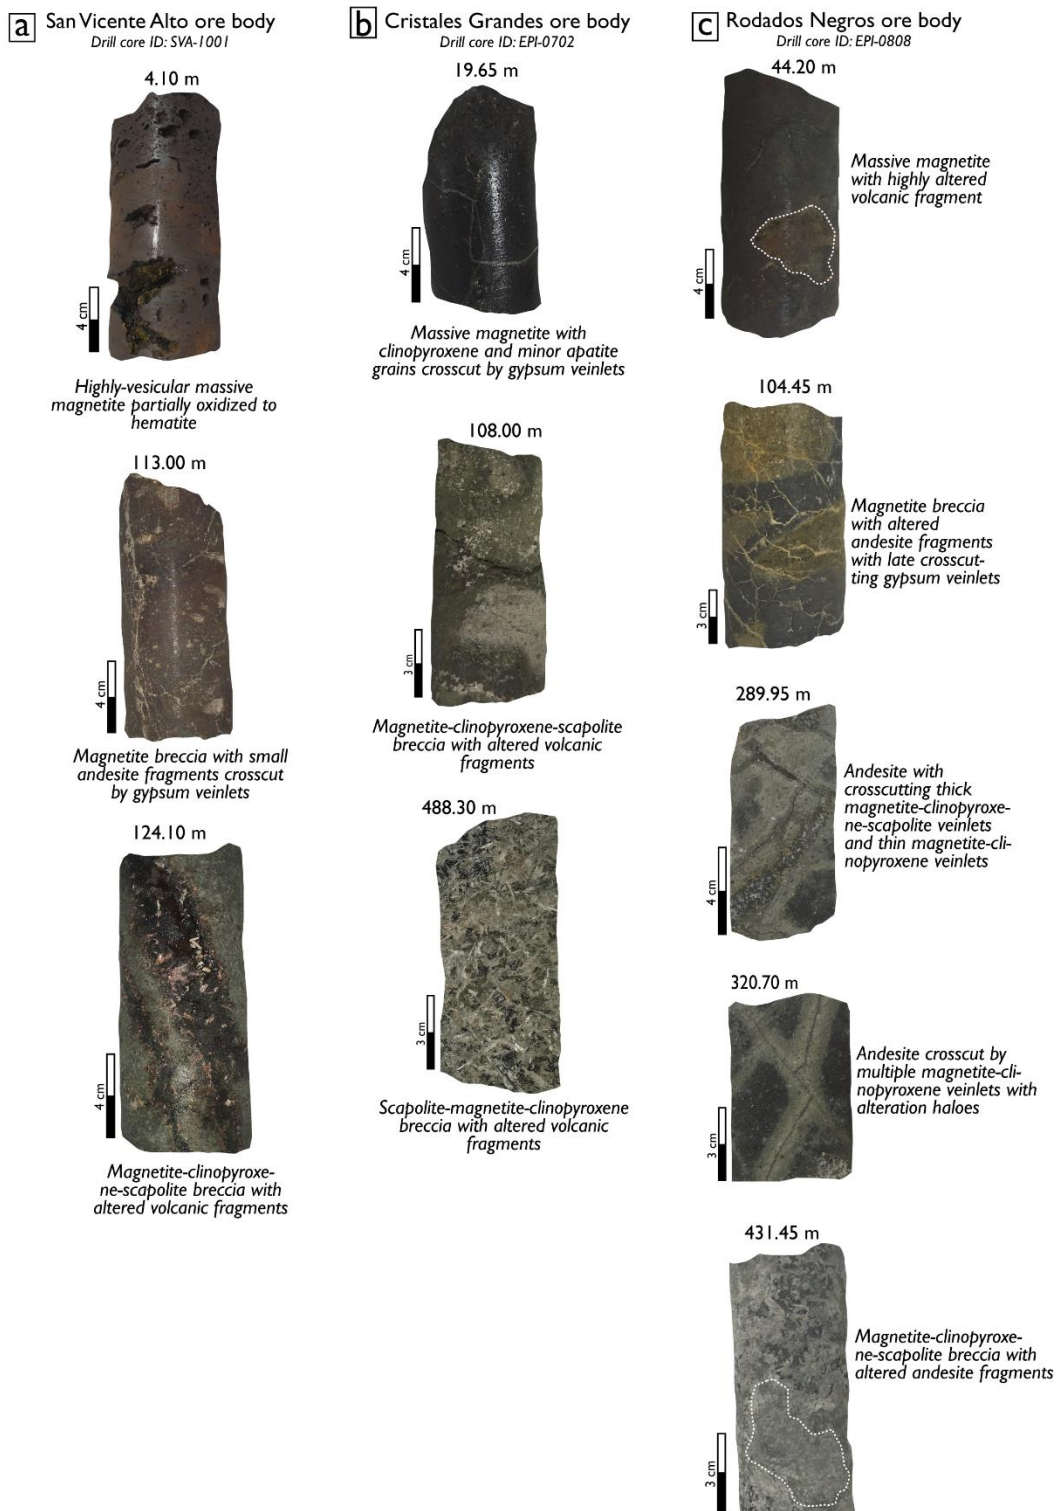 a San Vicente Alto ore body
Drill core ID: SVA-1001
4.10 m
4 cm
Highly-vesicular massive
magnetite partially oxidized to
hematite
113.00 m
4 cm
Magnetite breccia with small
andesite fragments crosscut
by gypsum veinlets
124.10 m
4 cm
Magnetite-clinopyroxe-
ne-scapolite breccia with
altered volcanic fragments
b Cristales Grandes ore body
Drill core ID: EPI-0702
19.65 m
4 cm
Massive magnetite with
clinopyroxene and minor apatite
grains crosscut by gypsum veinlets
108.00 m
3 cm
Magnetite-clinopyroxene-scapolite
breccia with altered volcanic
fragments
488.30 m
3 cm
Scapolite-magnetite-clinopyroxene
breccia with altered volcanic
fragments
c Rodados Negros ore body
Drill core ID: EPI-0808
44.20 m
4 cm
Massive magnetite
with highly altered
volcanic fragment
104.45 m
3 cm
Magnetite breccia
with altered
andesite fragments
with late crosscut-
ting gypsum veinlets
289.95 m
4 cm
Andesite with
crosscutting thick
magnetite-clinopyroxe-
ne-scapolite veinlets
and thin magnetite-cli-
nopyroxene veinlets
320.70 m
3 cm
Andesite crosscut by
multiple magnetite-cli-
nopyroxene veinlets with
alteration haloes
431.45 m
3 cm
Magnetite-clinopyroxe-
ne-scapolite breccia with
altered andesite fragments